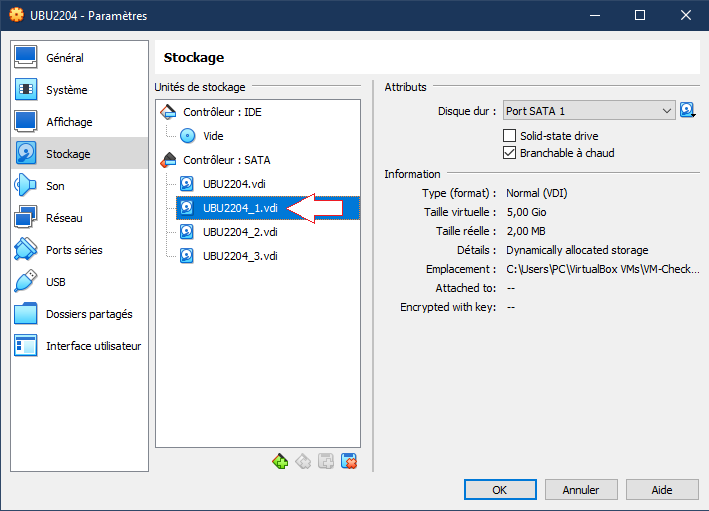 UBU2204 - Paramètres
Général
Système
Affichage
Stockage
Son
Réseau
Ports séries
USB
Dossiers partagés
Interface utilisateur
Stockage
Unités de stockage
Contrôleur : IDE
Vide
Contrôleur : SATA
UBU2204.vdi
UBU2204_1.vdi
UBU2204_2.vdi
UBU2204_3.vdi
Attributs
Disque dur : Port SATA 1
Solid-state drive
Branchable à chaud
Information
Type (format) : Normal (VDI)
Taille virtuelle : 5,00 Gio
Taille réelle : 2,00 MB
Détails : Dynamically allocated storage
Emplacement : C:\Users\PC\VirtualBox VMs\VM-Check...
Attached to: --
Encrypted with key: --
OK
Annuler
Aide